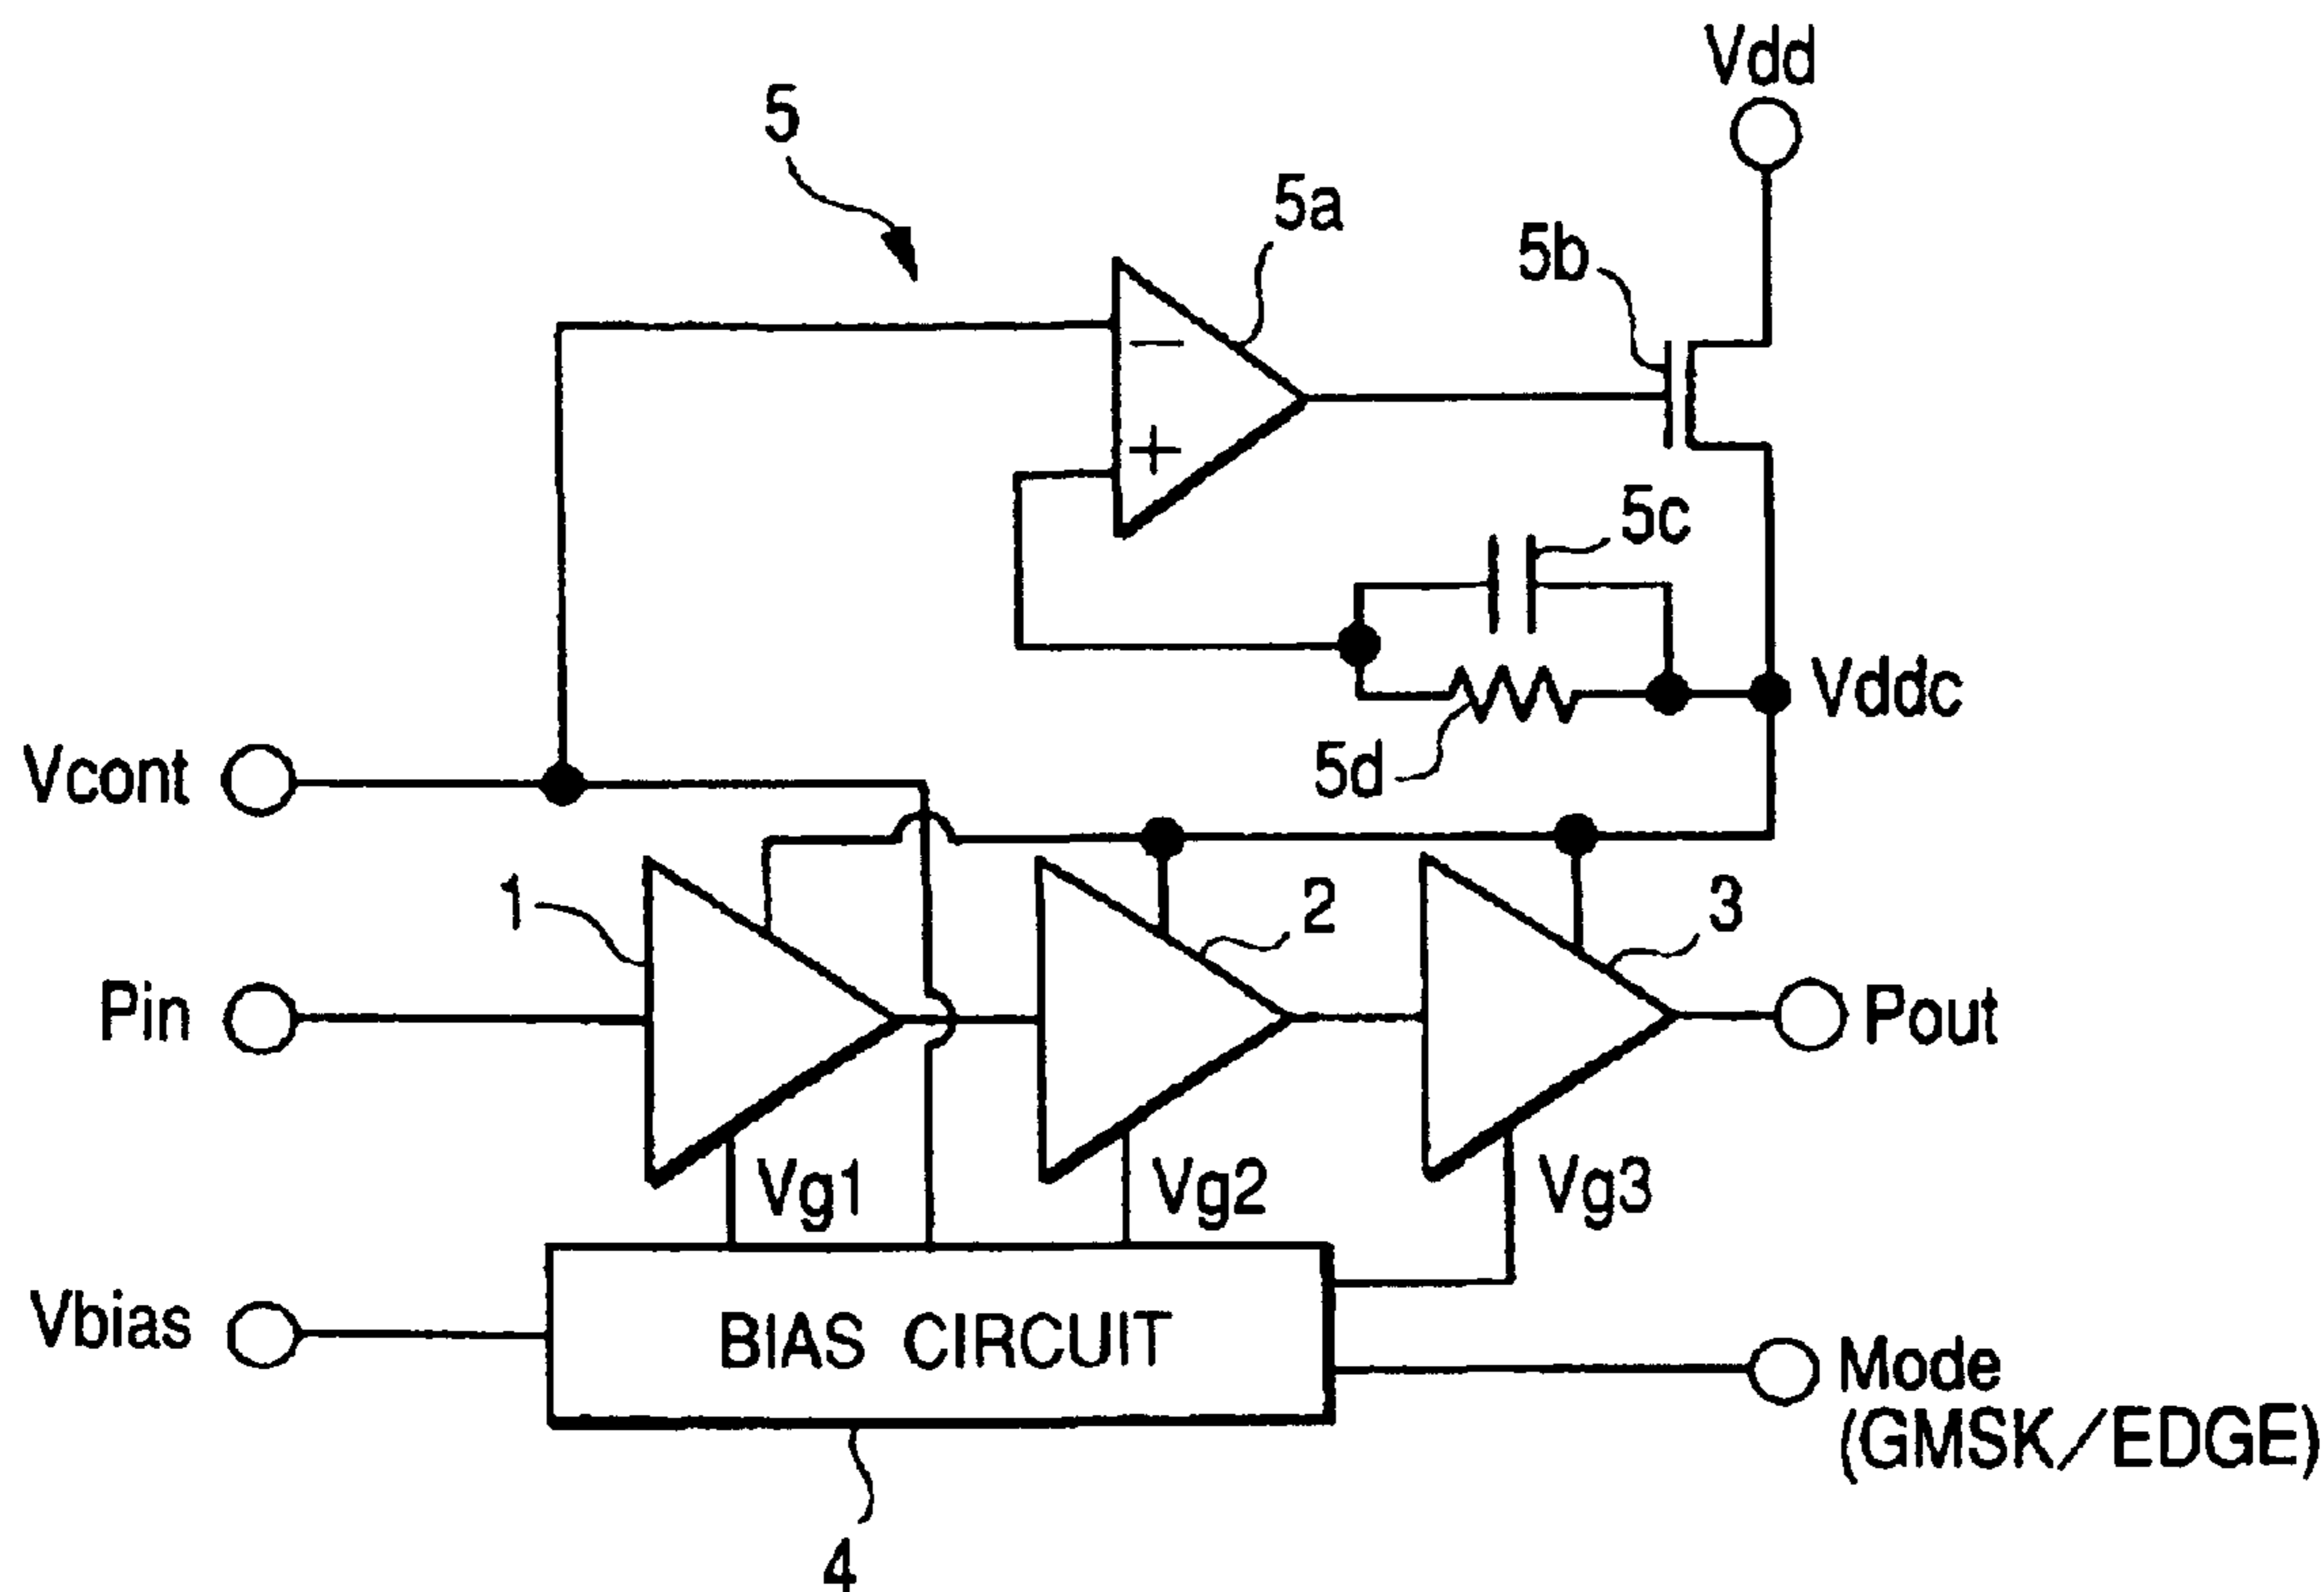 Vdd
5
5a
5b
−
+
5c
Vddc
5d
Vcont
1
2
3
Pin
Pout
Vg1
Vg2
Vg3
Vbias
BIAS CIRCUIT
Mode
(GMSK/EDGE)
4